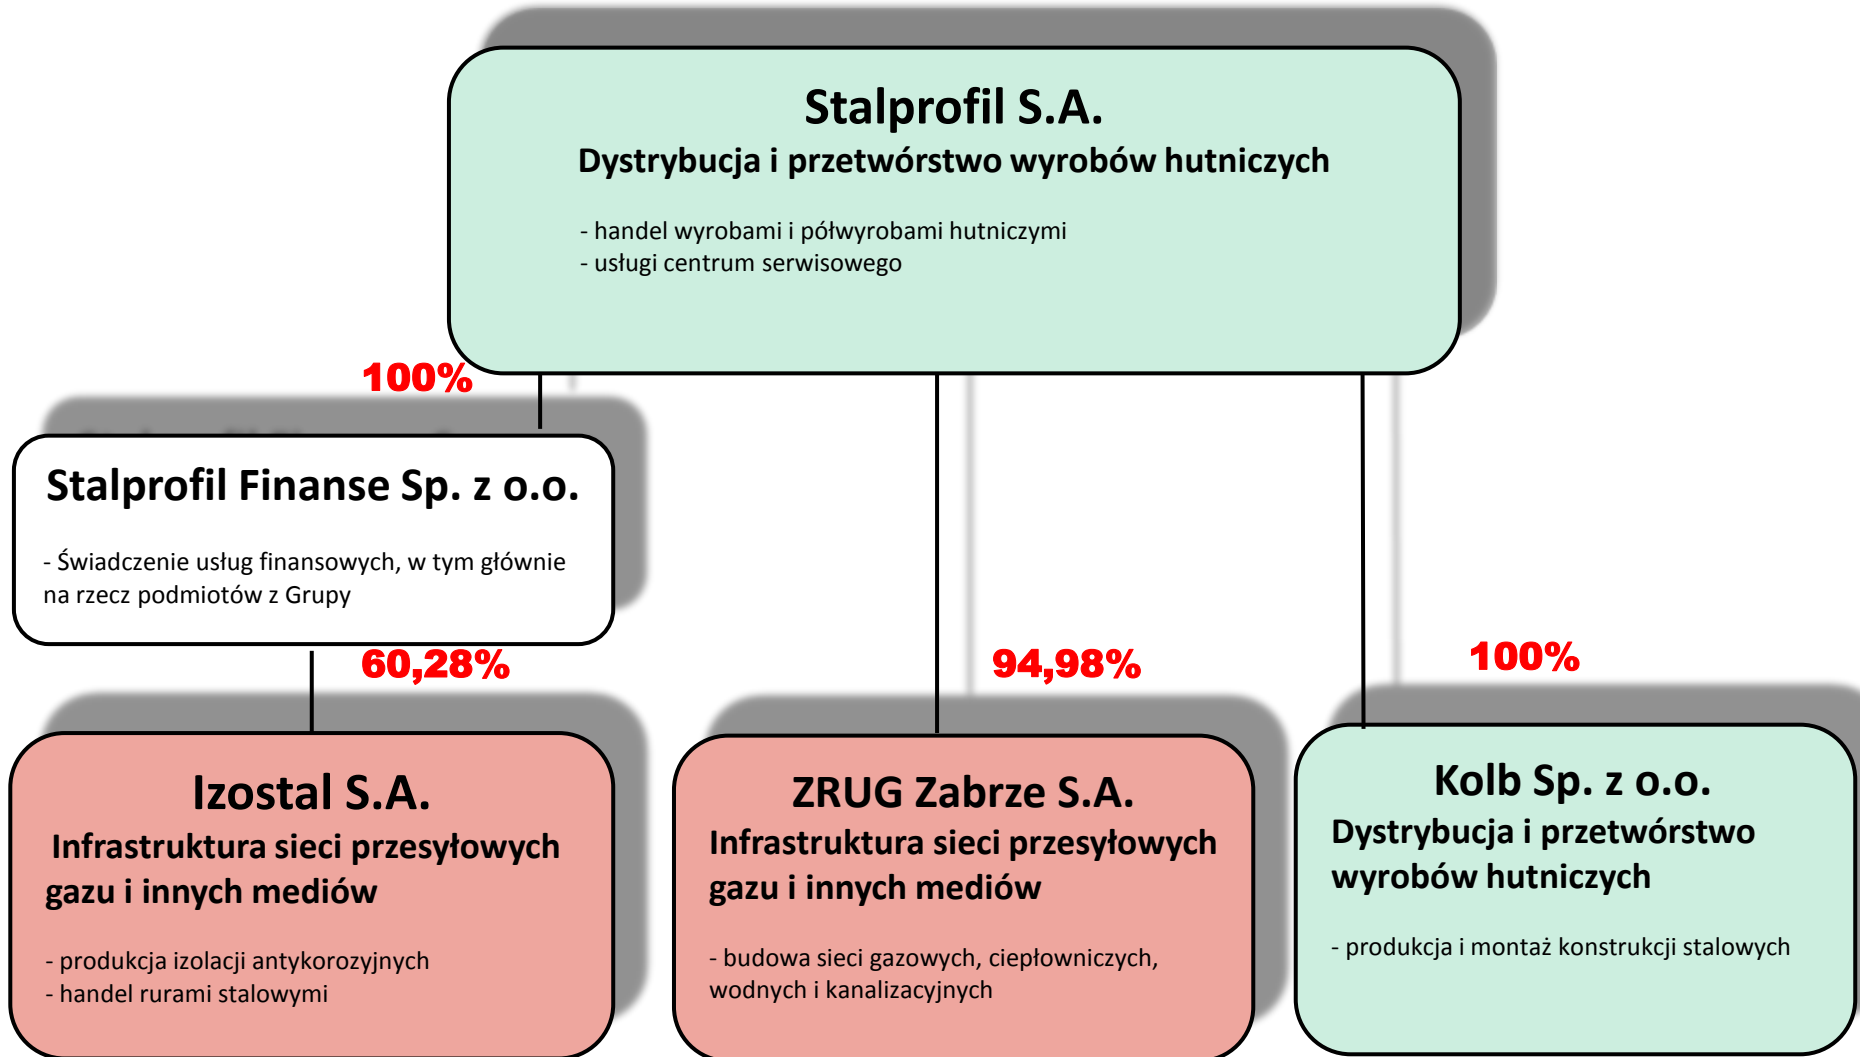 Stalprofil S.A.
Dystrybucja i przetwórstwo wyrobów hutniczych
- handel wyrobami i półwyrobami hutniczymi
- usługi centrum serwisowego
100%
Stalprofil Finanse Sp. z o.o.
- Świadczenie usług finansowych, w tym głównie
na rzecz podmiotów z Grupy
60,28%
94,98%
100%
Izostal S.A.
Infrastruktura sieci przesyłowych
gazu i innych mediów
- produkcja izolacji antykorozyjnych
- handel rurami stalowymi
ZRUG Zabrze S.A.
Infrastruktura sieci przesyłowych
gazu i innych mediów
- budowa sieci gazowych, ciepłowniczych,
wodnych i kanalizacyjnych
Kolb Sp. z o.o.
Dystrybucja i przetwórstwo
wyrobów hutniczych
- produkcja i montaż konstrukcji stalowych